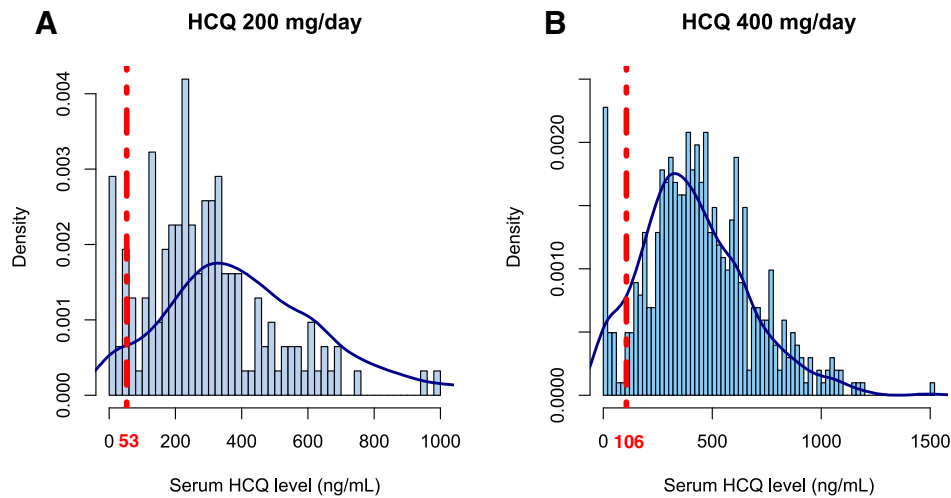 A
HCQ 200 mg/day
Density
0.000
0.001
0.002
0.003
0.004
0
53
200
400
600
800
1000
Serum HCQ level (ng/mL)
B
HCQ 400 mg/day
Density
0.0000
0.0010
0.0020
0
106
500
1000
1500
Serum HCQ level (ng/mL)